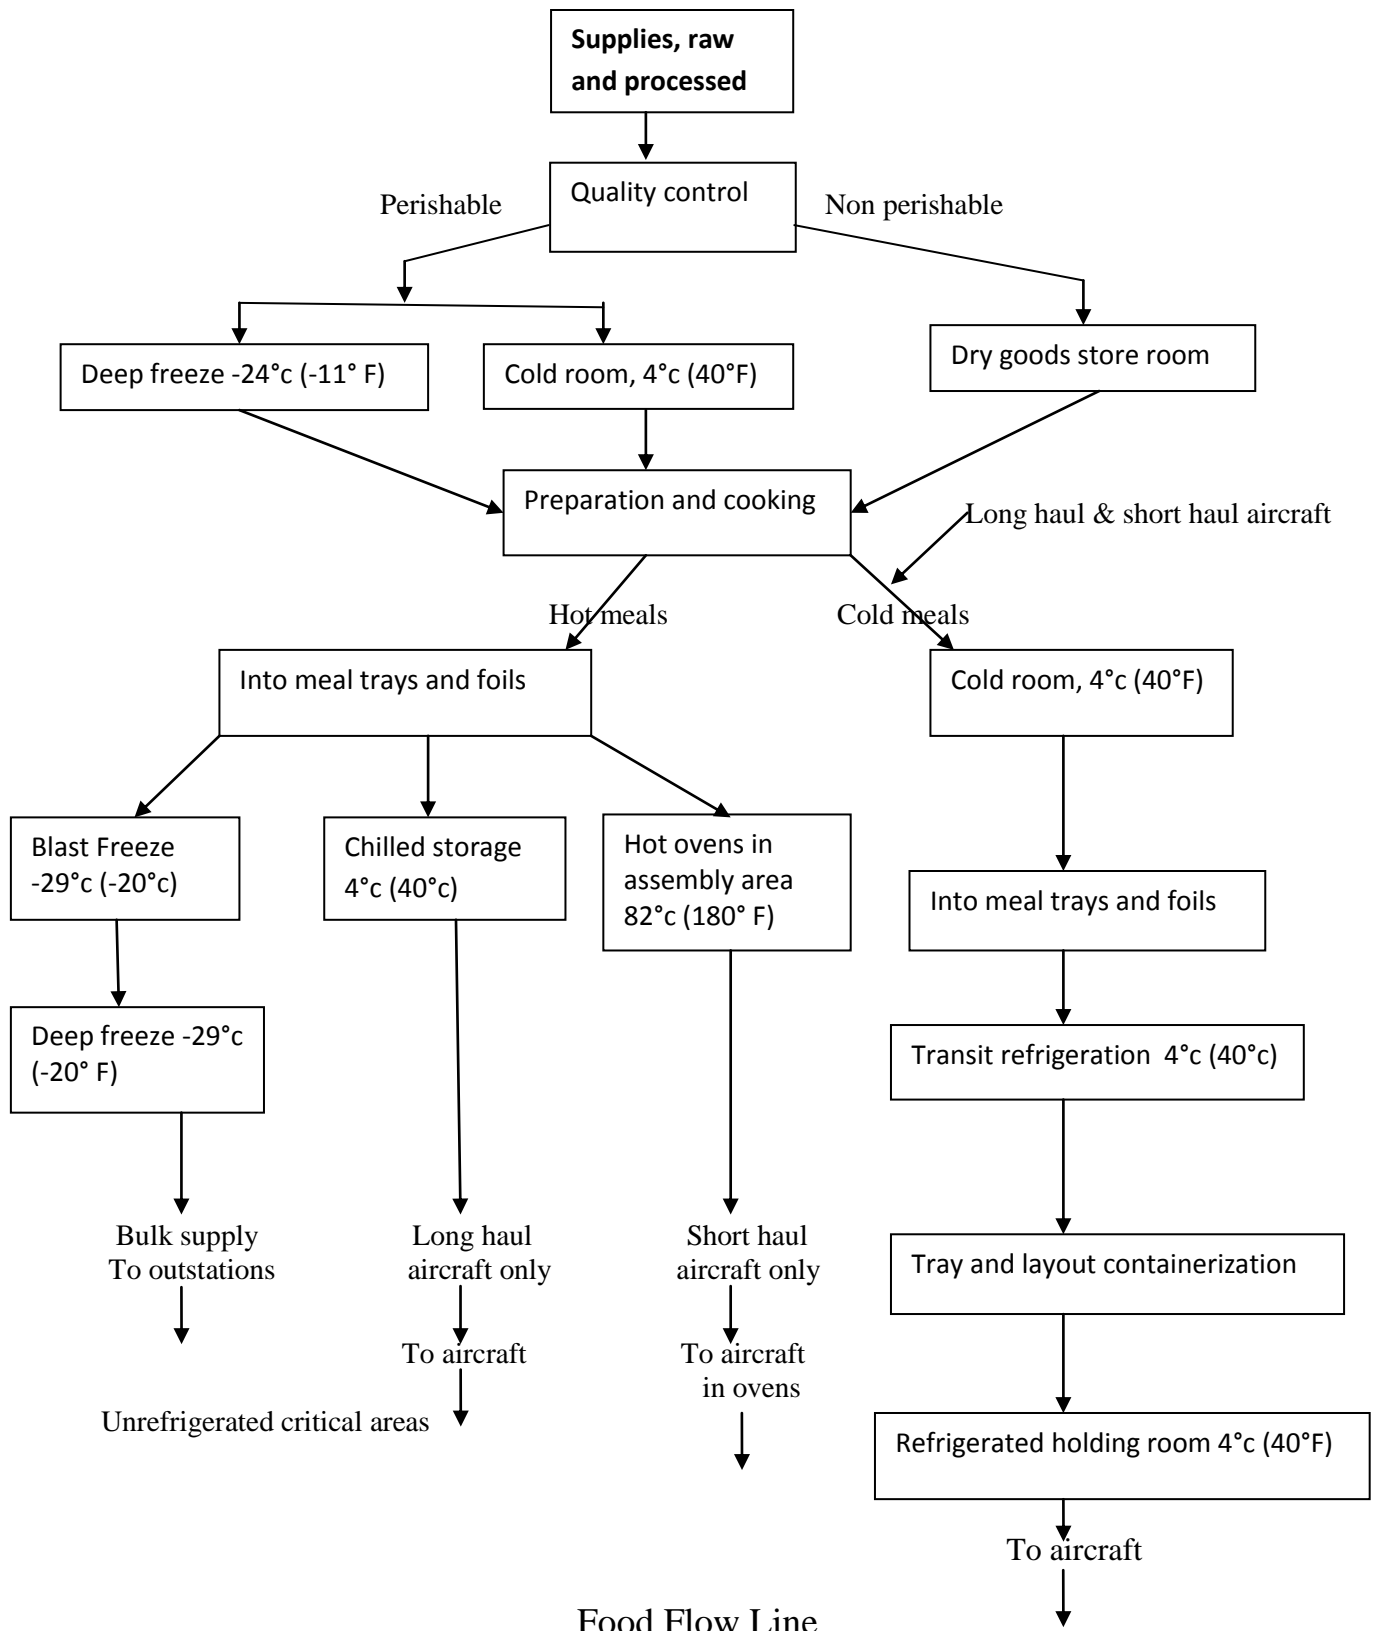 Supplies, raw
and processed
Quality control
Perishable
Non perishable
Deep freeze -24°c (-11° F)
Cold room, 4°c (40°F)
Dry goods store room
Preparation and cooking
Long haul & short haul aircraft
Hot meals
Cold meals
Into meal trays and foils
Cold room, 4°c (40°F)
Blast Freeze
-29°c (-20°c)
Chilled storage
4°c (40°c)
Hot ovens in
assembly area
82°c (180° F)
Into meal trays and foils
Deep freeze -29°c
(-20° F)
Transit refrigeration  4°c (40°c)
Bulk supply
To outstations
Long haul
aircraft only
Short haul
aircraft only
Tray and layout containerization
To aircraft
To aircraft
in ovens
Unrefrigerated critical areas
Refrigerated holding room 4°c (40°F)
To aircraft
Food Flow Line